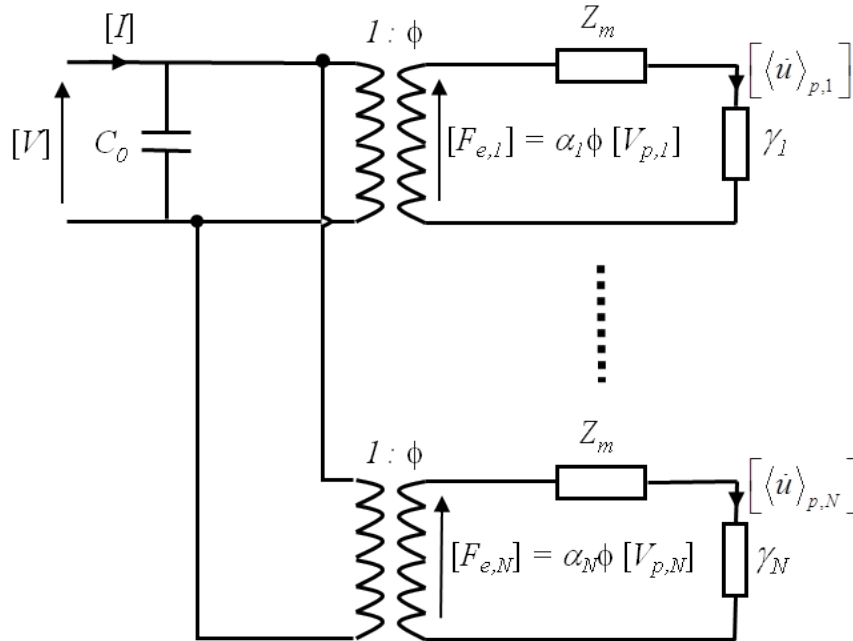 [I]
1 : ϕ
Z_m
[⟨u̇⟩_{p,1}]
[V]
C_0
[F_{e,1}] = α_1ϕ [V_{p,1}]
γ_1
1 : ϕ
Z_m
[⟨u̇⟩_{p,N}]
[F_{e,N}] = α_Nϕ [V_{p,N}]
γ_N